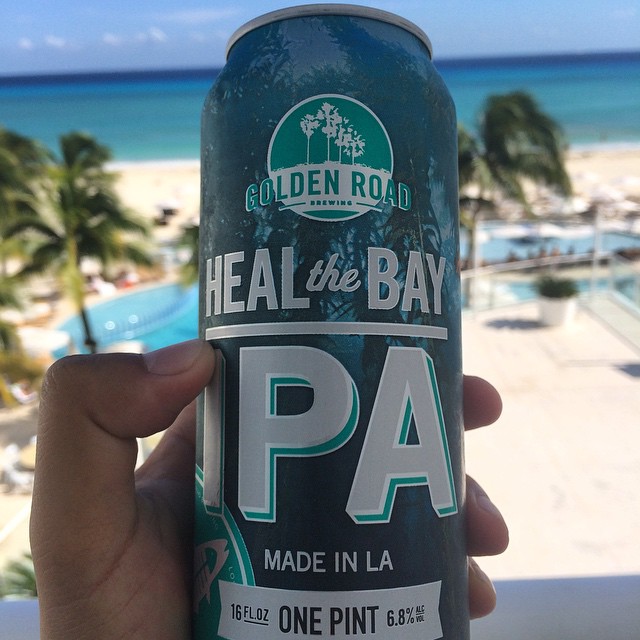 GOLDEN ROAD
BREWING
HEAL the BAY
IPA
MADE IN LA
16 FL.OZ ONE PINT 6.8% ALC VOL